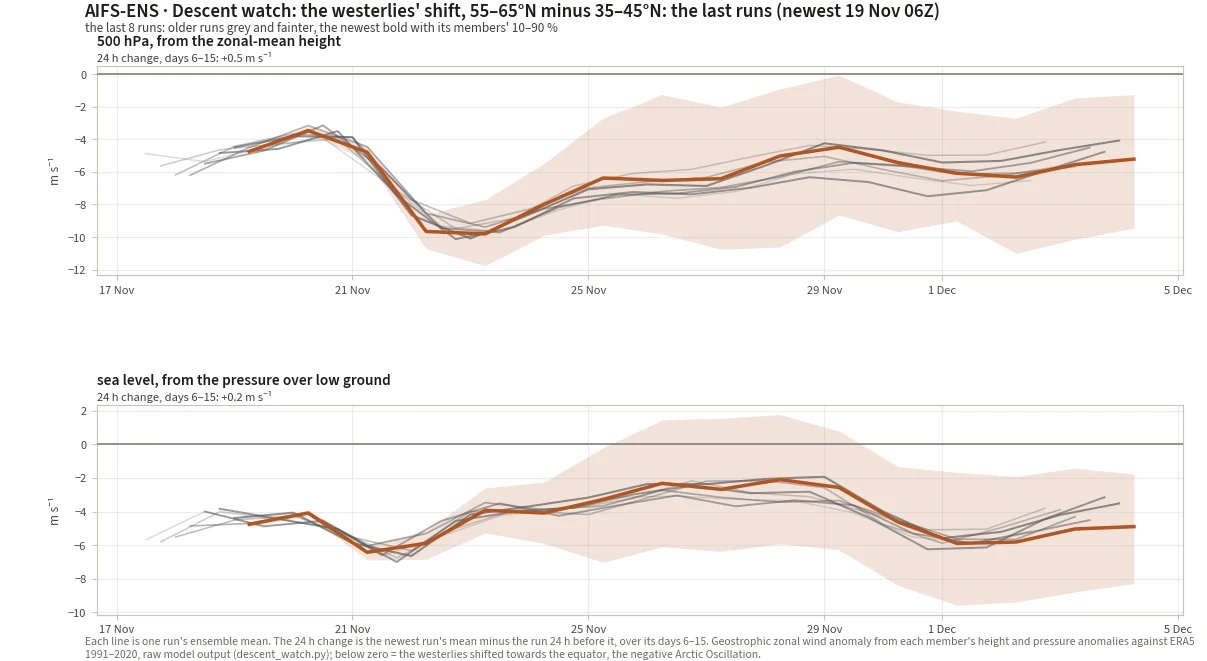 AIFS-ENS · Descent watch: the westerlies' shift, 55–65°N minus 35–45°N: the last runs (newest 19 Nov 06Z)
the last 8 runs: older runs grey and fainter, the newest bold with its members' 10–90 %
500 hPa, from the zonal-mean height
24 h change, days 6–15: +0.5 m s⁻¹
0
−2
−4
−6
−8
−10
−12
m s⁻¹
17 Nov 21 Nov 25 Nov 29 Nov 1 Dec 5 Dec
sea level, from the pressure over low ground
24 h change, days 6–15: +0.2 m s⁻¹
2
0
−2
−4
−6
−8
−10
m s⁻¹
17 Nov 21 Nov 25 Nov 29 Nov 1 Dec 5 Dec
Each line is one run's ensemble mean. The 24 h change is the newest run's mean minus the run 24 h before it, over its days 6–15. Geostrophic zonal wind anomaly from each member's height and pressure anomalies against ERA5
1991–2020, raw model output (descent_watch.py); below zero = the westerlies shifted towards the equator, the negative Arctic Oscillation.